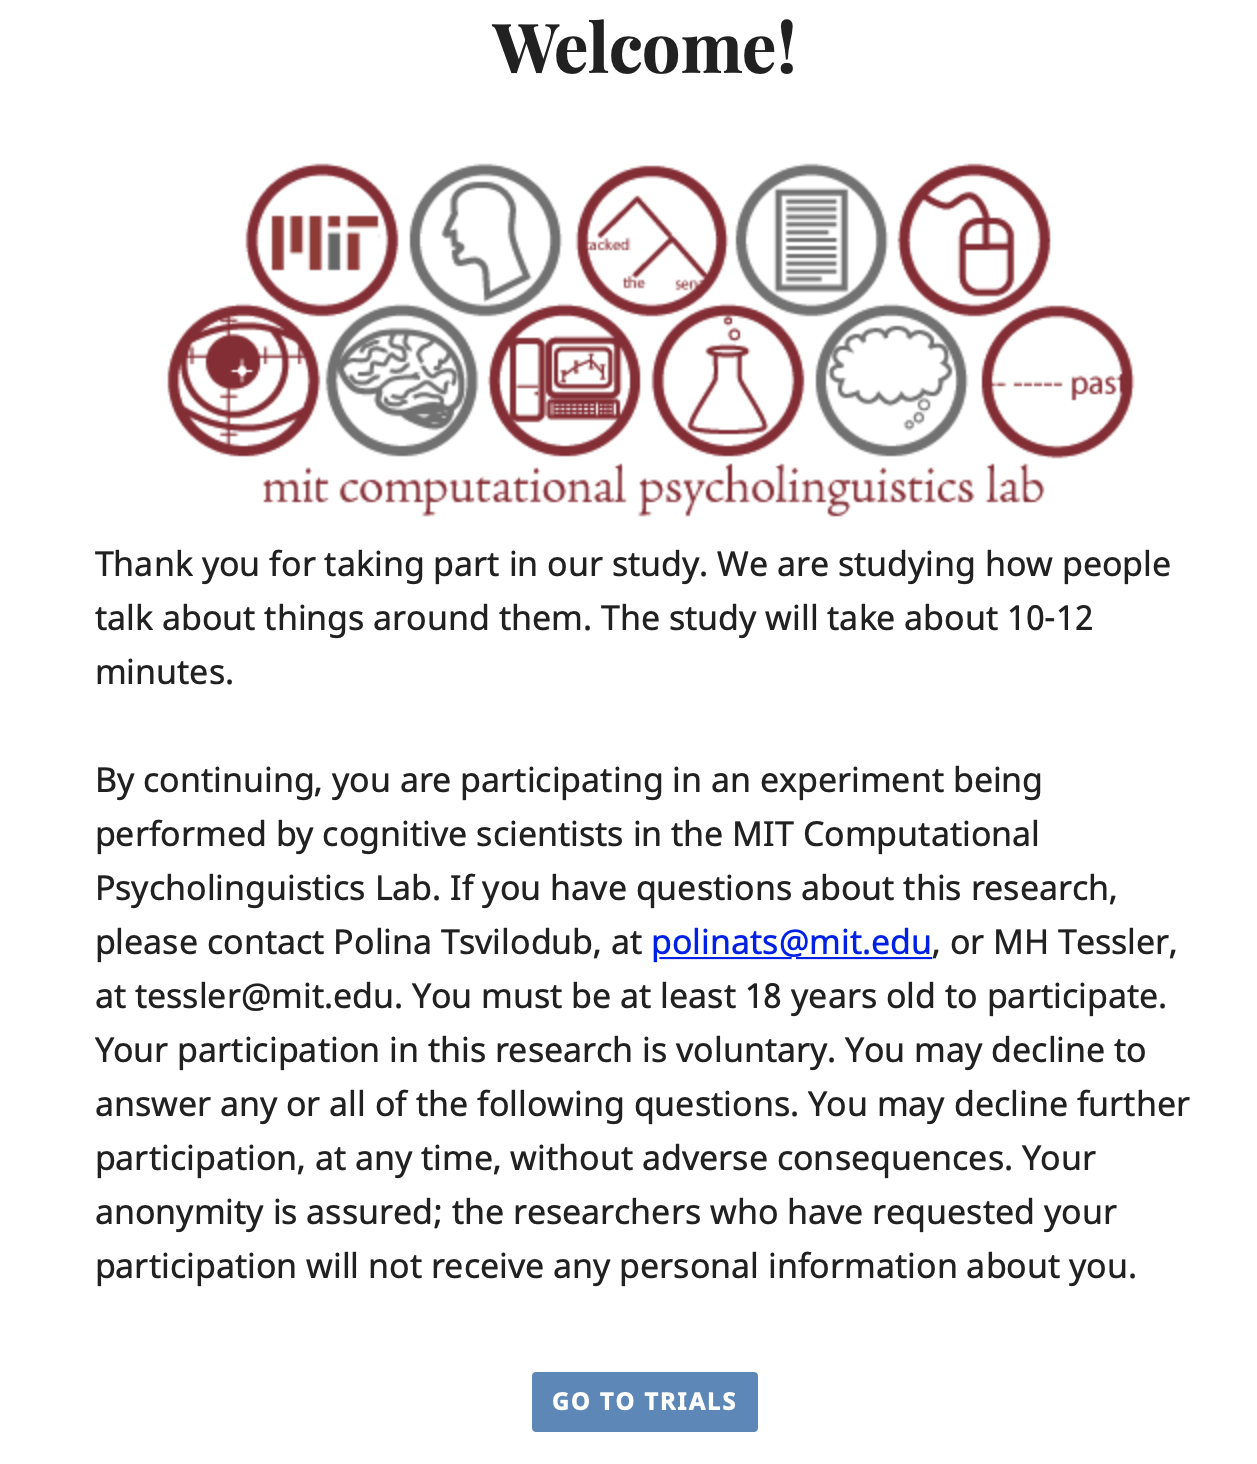 Welcome!
MIT
acked
the sen
-- ----- past
mit computational psycholinguistics lab
Thank you for taking part in our study. We are studying how people
talk about things around them. The study will take about 10-12
minutes.
By continuing, you are participating in an experiment being
performed by cognitive scientists in the MIT Computational
Psycholinguistics Lab. If you have questions about this research,
please contact Polina Tsvilodub, at polinats@mit.edu, or MH Tessler,
at tessler@mit.edu. You must be at least 18 years old to participate.
Your participation in this research is voluntary. You may decline to
answer any or all of the following questions. You may decline further
participation, at any time, without adverse consequences. Your
anonymity is assured; the researchers who have requested your
participation will not receive any personal information about you.
GO TO TRIALS